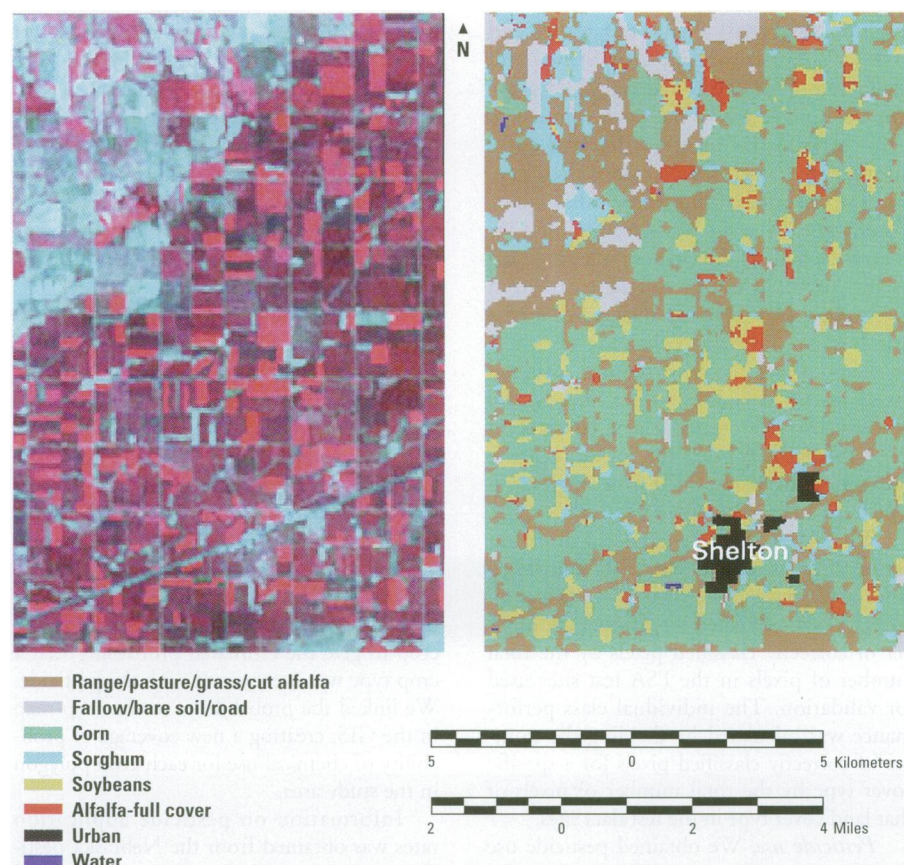 ▲
N
Shelton
Range/pasture/grass/cut alfalfa
Fallow/bare soil/road
Corn
Sorghum
Soybeans
Alfalfa-full cover
Urban
Water
5 0 5 Kilometers
2 0 2 4 Miles